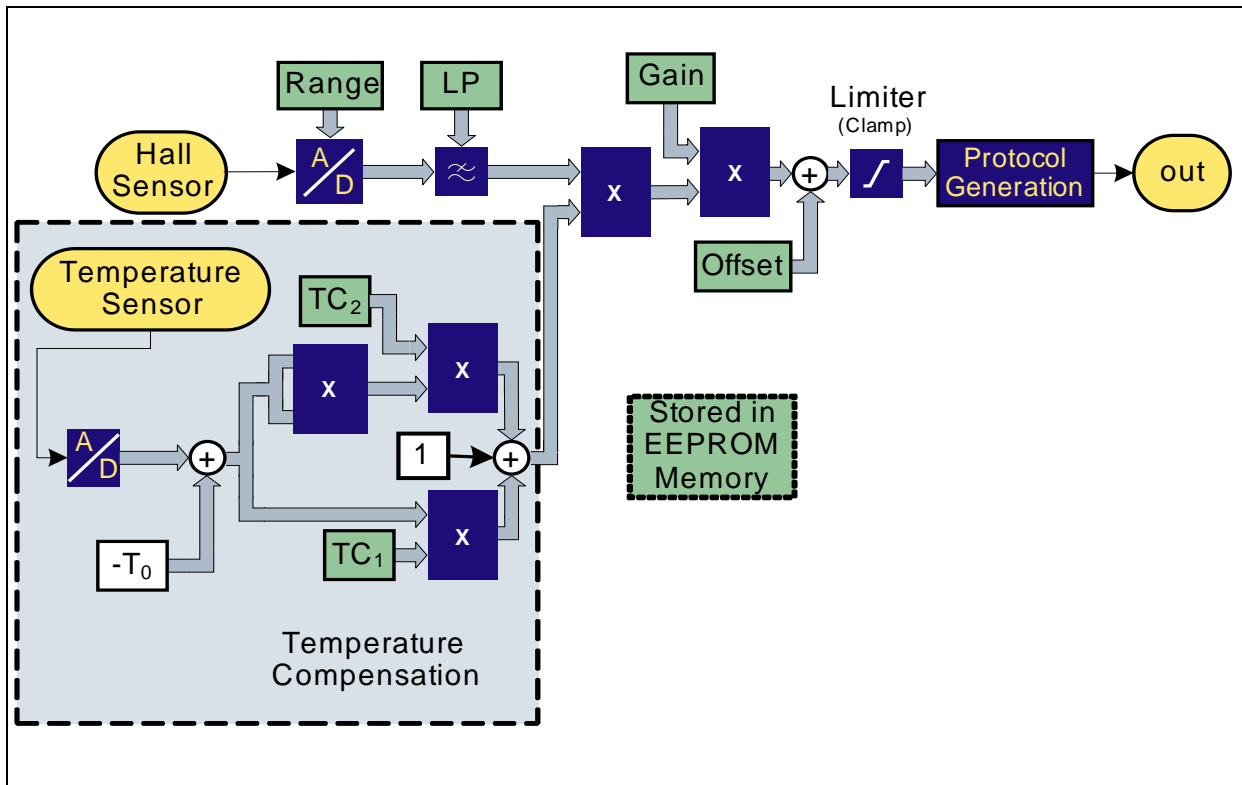 Range
LP
Gain
Limiter
(Clamp)
Hall
Sensor
A
D
X
X
Protocol
Generation
out
+
Offset
Temperature
Sensor
TC₂
X
X
Stored in
EEPROM
Memory
A
D
+
1
+
X
TC₁
-T₀
Temperature
Compensation